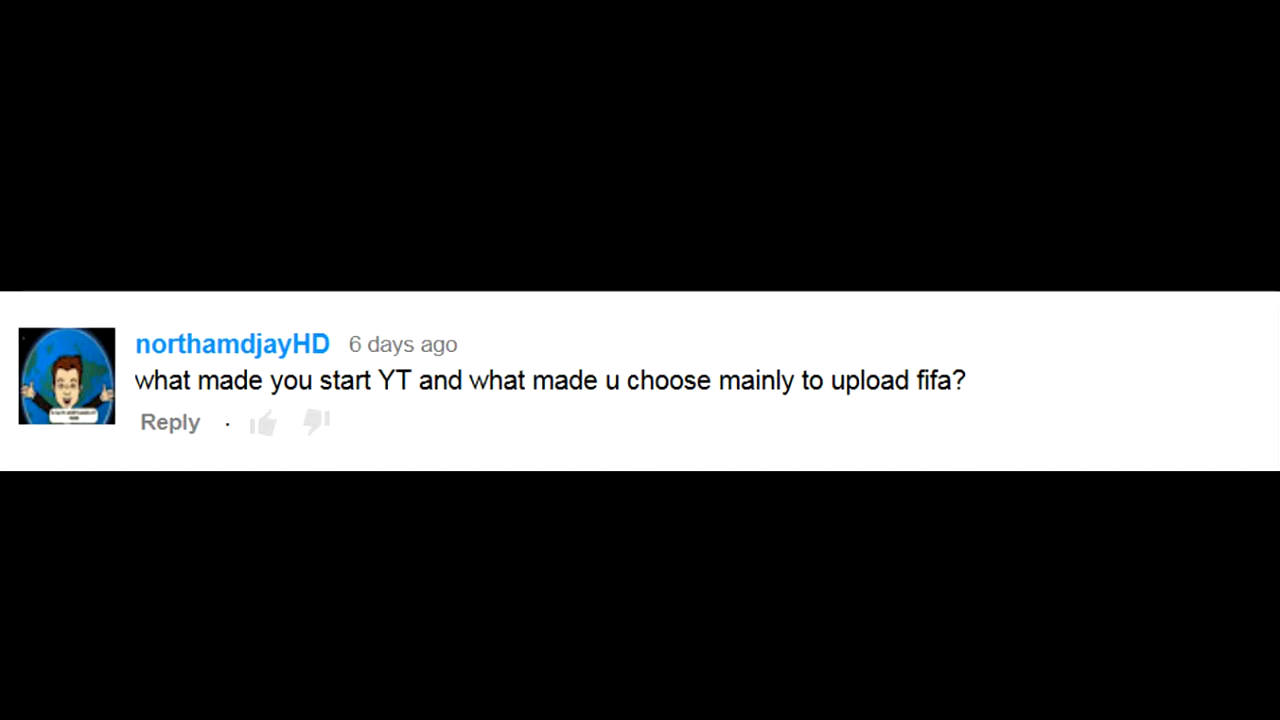 northamdjayHD 6 days ago
what made you start YT and what made u choose mainly to upload fifa?
Reply ·